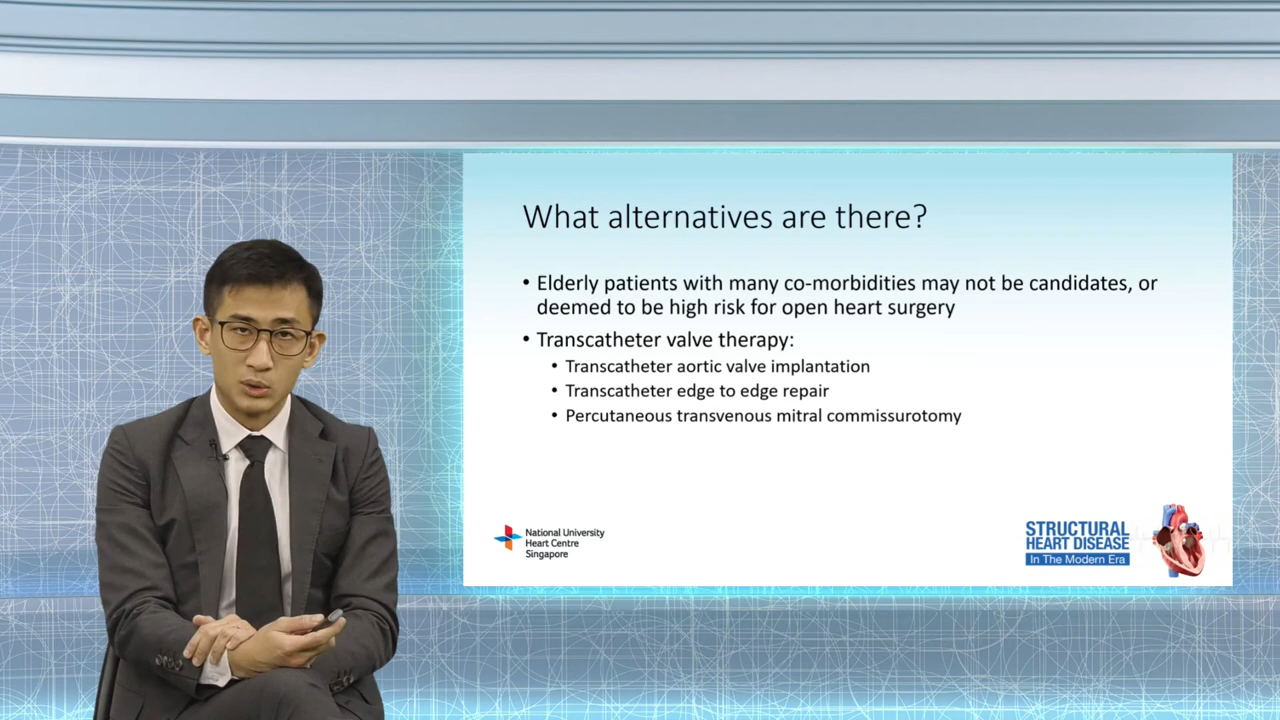 What alternatives are there?
• Elderly patients with many co-morbidities may not be candidates, or
deemed to be high risk for open heart surgery
• Transcatheter valve therapy:
• Transcatheter aortic valve implantation
• Transcatheter edge to edge repair
• Percutaneous transvenous mitral commissurotomy
National University
Heart Centre
Singapore
STRUCTURAL
HEART DISEASE
In The Modern Era